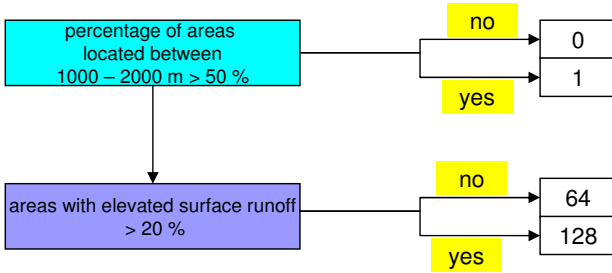 percentage of areas
located between
1000 – 2000 m > 50 %
no
0
1
yes
areas with elevated surface runoff
> 20 %
no
64
128
yes